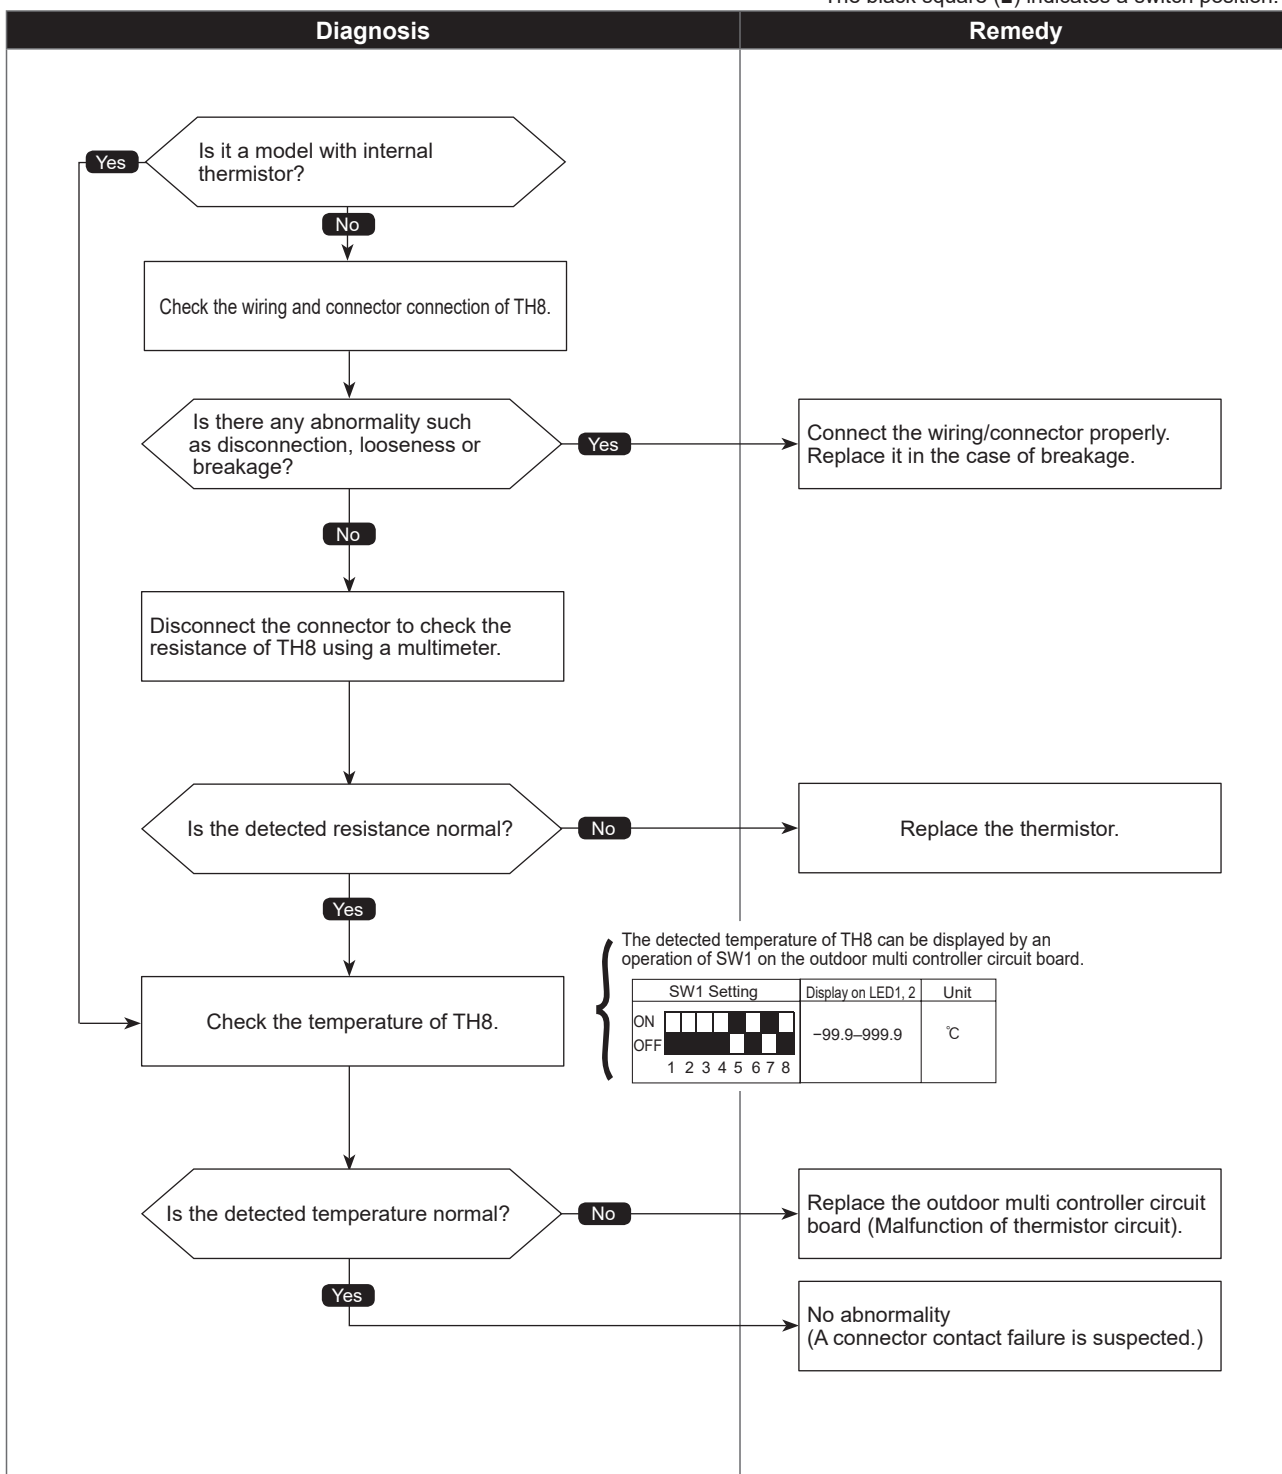 The black square (■) indicates a switch position.
Diagnosis
Remedy
Is it a model with internal
thermistor?
Yes
No
Check the wiring and connector connection of TH8.
Is there any abnormality such
as disconnection, looseness or
breakage?
Yes
Connect the wiring/connector properly.
Replace it in the case of breakage.
No
Disconnect the connector to check the
resistance of TH8 using a multimeter.
Is the detected resistance normal?
No
Replace the thermistor.
Yes
The detected temperature of TH8 can be displayed by an
operation of SW1 on the outdoor multi controller circuit board.
SW1 Setting
Display on LED1, 2
Unit
ON
OFF
1 2 3 4 5 6 7 8
−99.9–999.9
℃
Check the temperature of TH8.
Is the detected temperature normal?
No
Replace the outdoor multi controller circuit
board (Malfunction of thermistor circuit).
Yes
No abnormality
(A connector contact failure is suspected.)